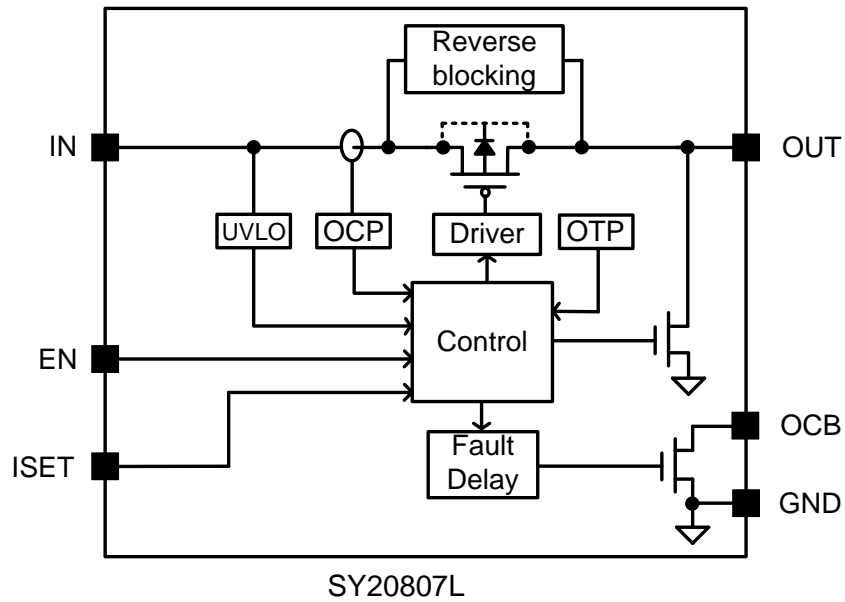 Reverse
blocking
IN
OUT
UVLO
OCP
Driver
OTP
Control
EN
OCB
ISET
Fault
Delay
GND
SY20807L